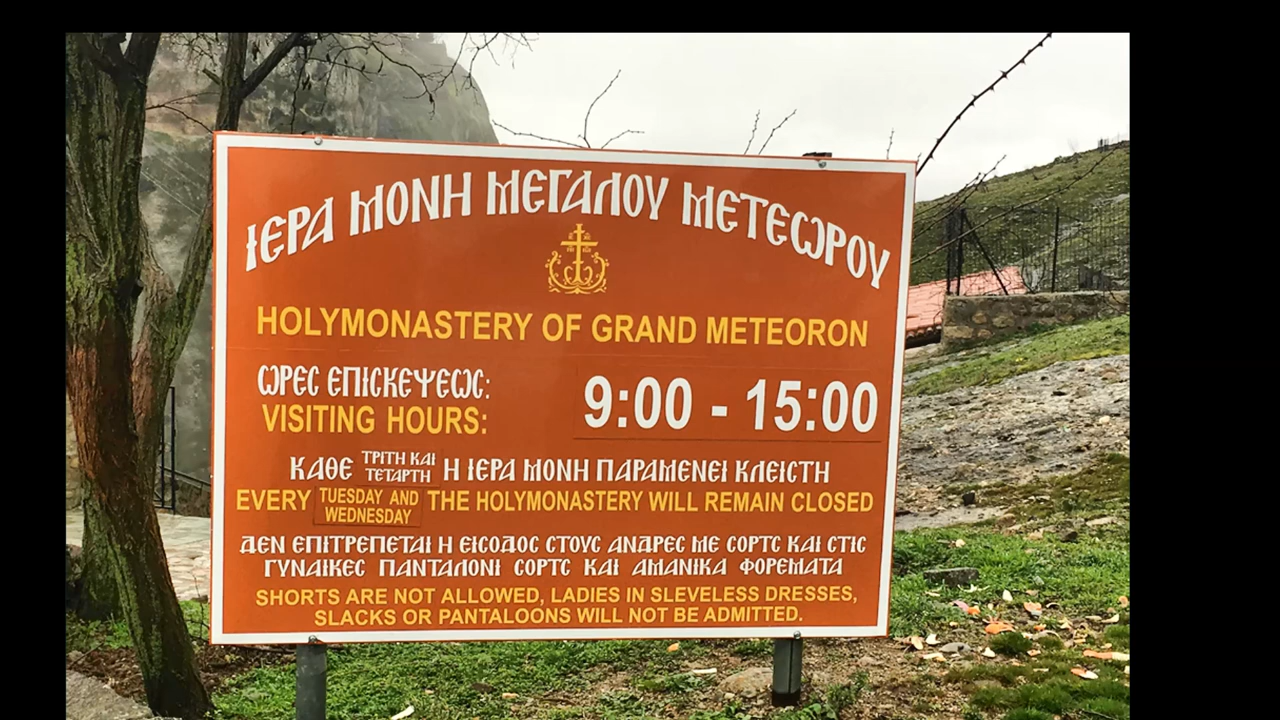 ΙΕΡΑ ΜΟΝΗ ΜΕΓΑΛΟΥ ΜΕΤΕΩΡΟΥ
HOLYMONASTERY OF GRAND METEORON
ΩΡΕΣ ΕΠΙΣΚΕΨΕΩΣ:
VISITING HOURS:
9:00 - 15:00
ΚΑΘΕ ΤΡΙΤΗ ΚΑΙ ΤΕΤΑΡΤΗ Η ΙΕΡΑ ΜΟΝΗ ΠΑΡΑΜΕΝΕΙ ΚΛΕΙΣΤΗ
EVERY TUESDAY AND WEDNESDAY THE HOLYMONASTERY WILL REMAIN CLOSED
ΔΕΝ ΕΠΙΤΡΕΠΕΤΑΙ Η ΕΙΣΟΔΟΣ ΣΤΟΥΣ ΑΝΔΡΕΣ ΜΕ ΣΟΡΤΣ ΚΑΙ ΣΤΙΣ
ΓΥΝΑΙΚΕΣ ΠΑΝΤΑΛΟΝΙ ΣΟΡΤΣ ΚΑΙ ΑΜΑΝΙΚΑ ΦΟΡΕΜΑΤΑ
SHORTS ARE NOT ALLOWED, LADIES IN SLEVELESS DRESSES,
SLACKS OR PANTALOONS WILL NOT BE ADMITTED.